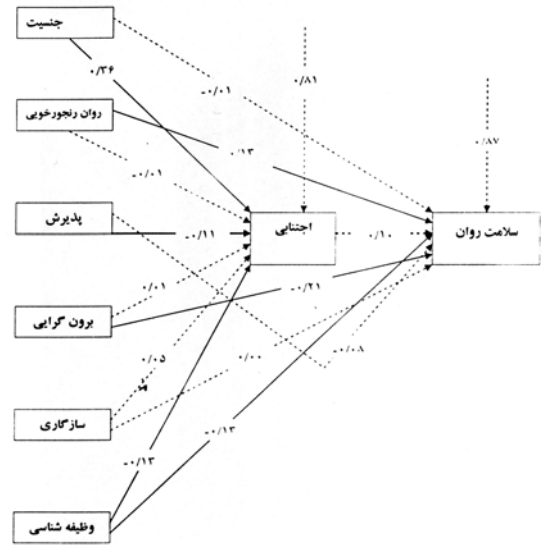 جنسیت
۰/۳۶
-۰/۰۱
۰/۸۱
۰/۸۷
روان رنجورخویی
۰/۱۳
-۰/۰۱
پذیرش
-۰/۱۱
اجتنابی
۰/۱۰
سلامت روان
۰/۰۱
-۰/۲۱
برون گرایی
۰/۰۵
۰/۰۰
-۰/۰۸
سازگاری
-۰/۱۳
-۰/۱۳
وظیفه شناسی